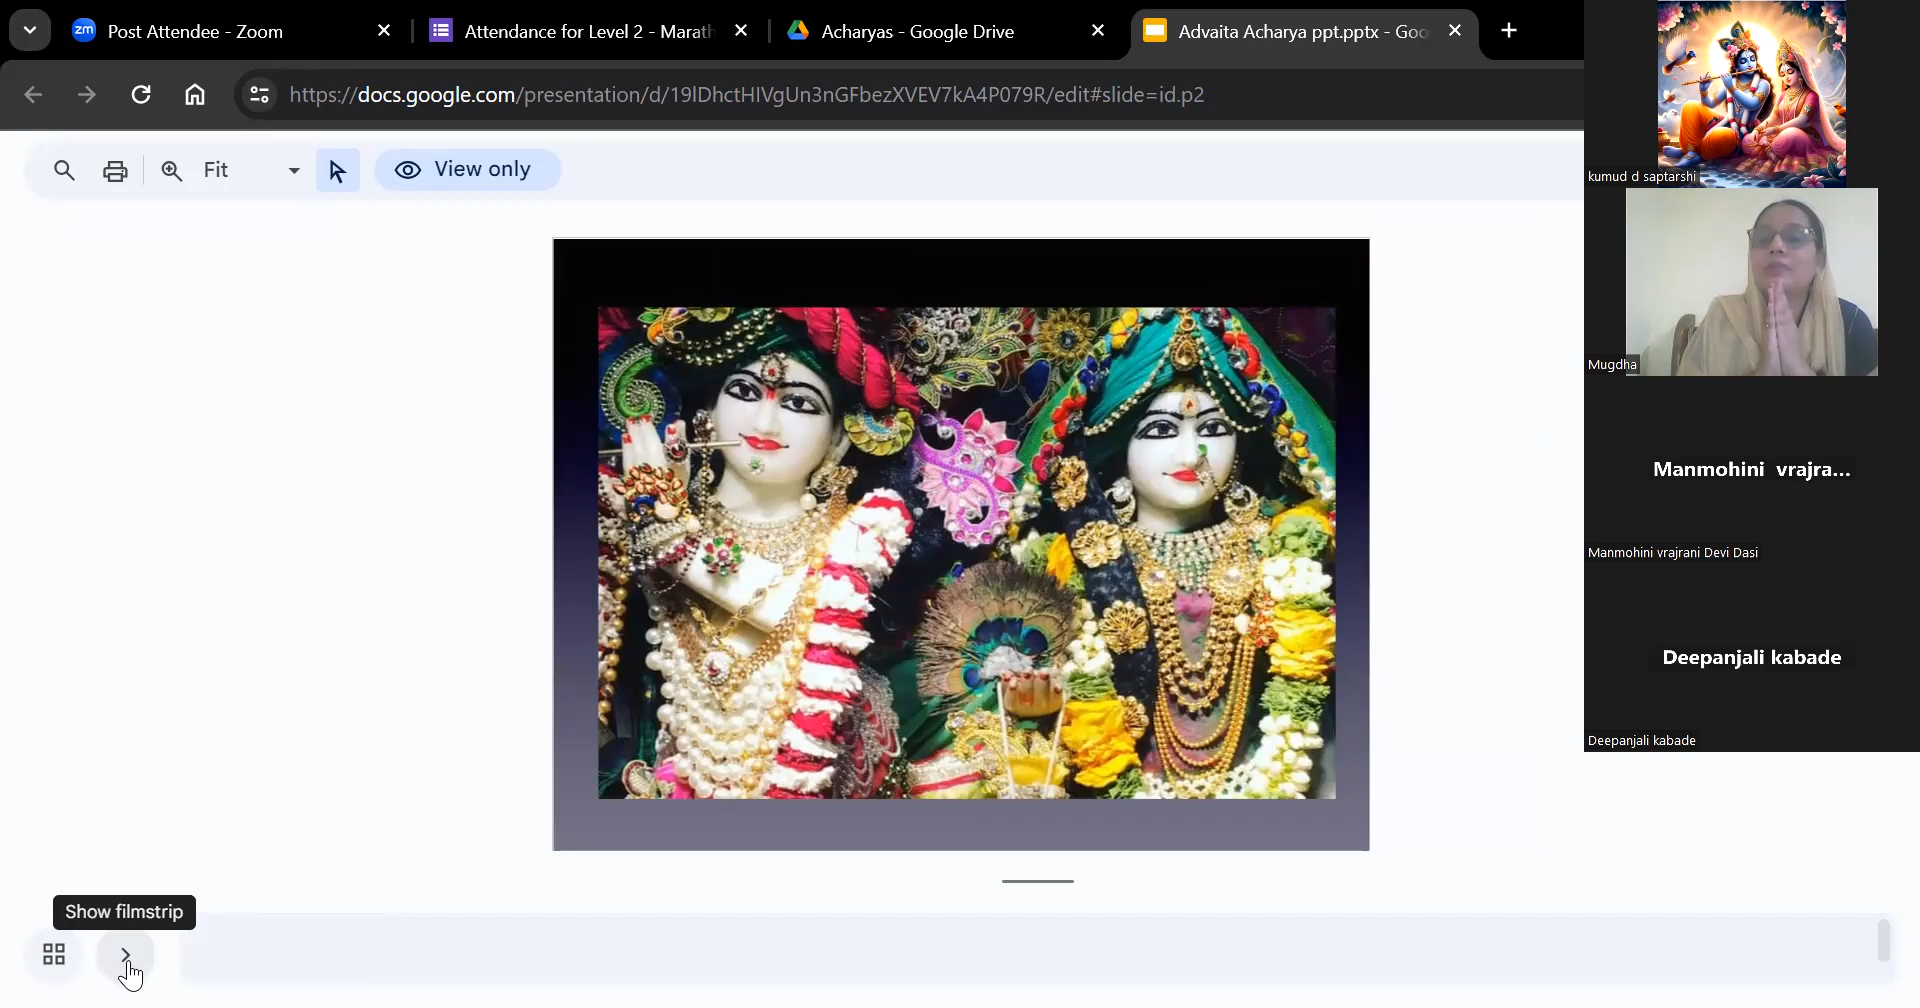 zm Post Attendee - Zoom
Attendance for Level 2 - Marath
Acharyas - Google Drive
Advaita Acharya ppt.pptx - Goo
https://docs.google.com/presentation/d/19IDhctHIVgUn3nGFbezXVEV7kA4P079R/edit#slide=id.p2
Fit
View only
kumud d saptarshi
Mugdha
Manmohini vrajra...
Manmohini vrajrani Devi Dasi
Deepanjali kabade
Deepanjali kabade
Show filmstrip